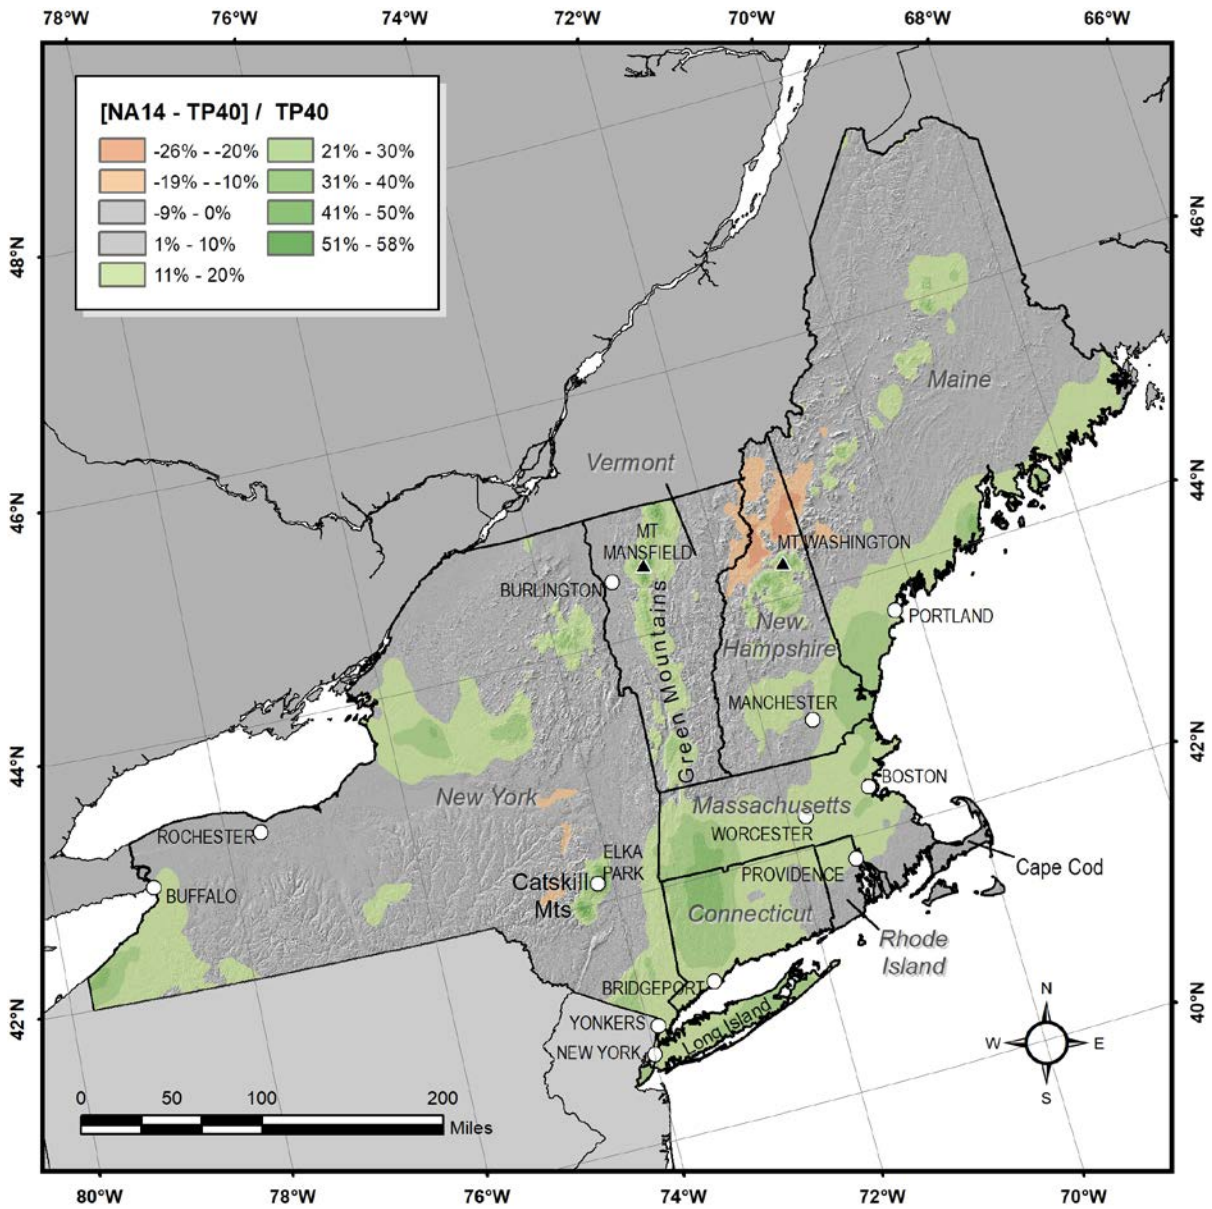 78°W 76°W 74°W 72°W 70°W 68°W 66°W
[NA14 - TP40] / TP40
-26% - -20% 21% - 30%
-19% - -10% 31% - 40%
-9% - 0% 41% - 50%
1% - 10% 51% - 58%
11% - 20%
48°N
46°N
44°N
42°N
46°N
44°N
42°N
40°N
Maine
Vermont
MT
MANSFIELD
MT WASHINGTON
BURLINGTON
Green Mountains
New
Hampshire
PORTLAND
MANCHESTER
BOSTON
New York
Massachusetts
WORCESTER
ROCHESTER
ELKA
PARK
PROVIDENCE
Cape Cod
BUFFALO
Catskill
Mts
Connecticut
Rhode
Island
BRIDGEPORT
YONKERS
Long Island
NEW YORK
N
W E
S
0 50 100 200
Miles
80°W 78°W 76°W 74°W 72°W 70°W